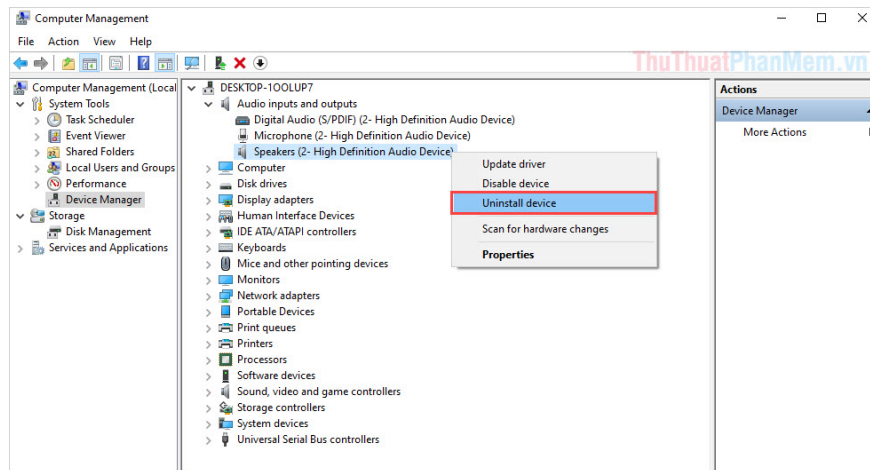 Computer Management
File Action View Help
ThuThuatPhanMem.vn
Computer Management (Local
System Tools
Task Scheduler
Event Viewer
Shared Folders
Local Users and Groups
Performance
Device Manager
Storage
Disk Management
Services and Applications
DESKTOP-1OOLUP7
Audio inputs and outputs
Digital Audio (S/PDIF) (2- High Definition Audio Device)
Microphone (2- High Definition Audio Device)
Speakers (2- High Definition Audio Device)
Computer
Disk drives
Display adapters
Human Interface Devices
IDE ATA/ATAPI controllers
Keyboards
Mice and other pointing devices
Monitors
Network adapters
Portable Devices
Print queues
Printers
Processors
Software devices
Sound, video and game controllers
Storage controllers
System devices
Universal Serial Bus controllers
Update driver
Disable device
Uninstall device
Scan for hardware changes
Properties
Actions
Device Manager
More Actions